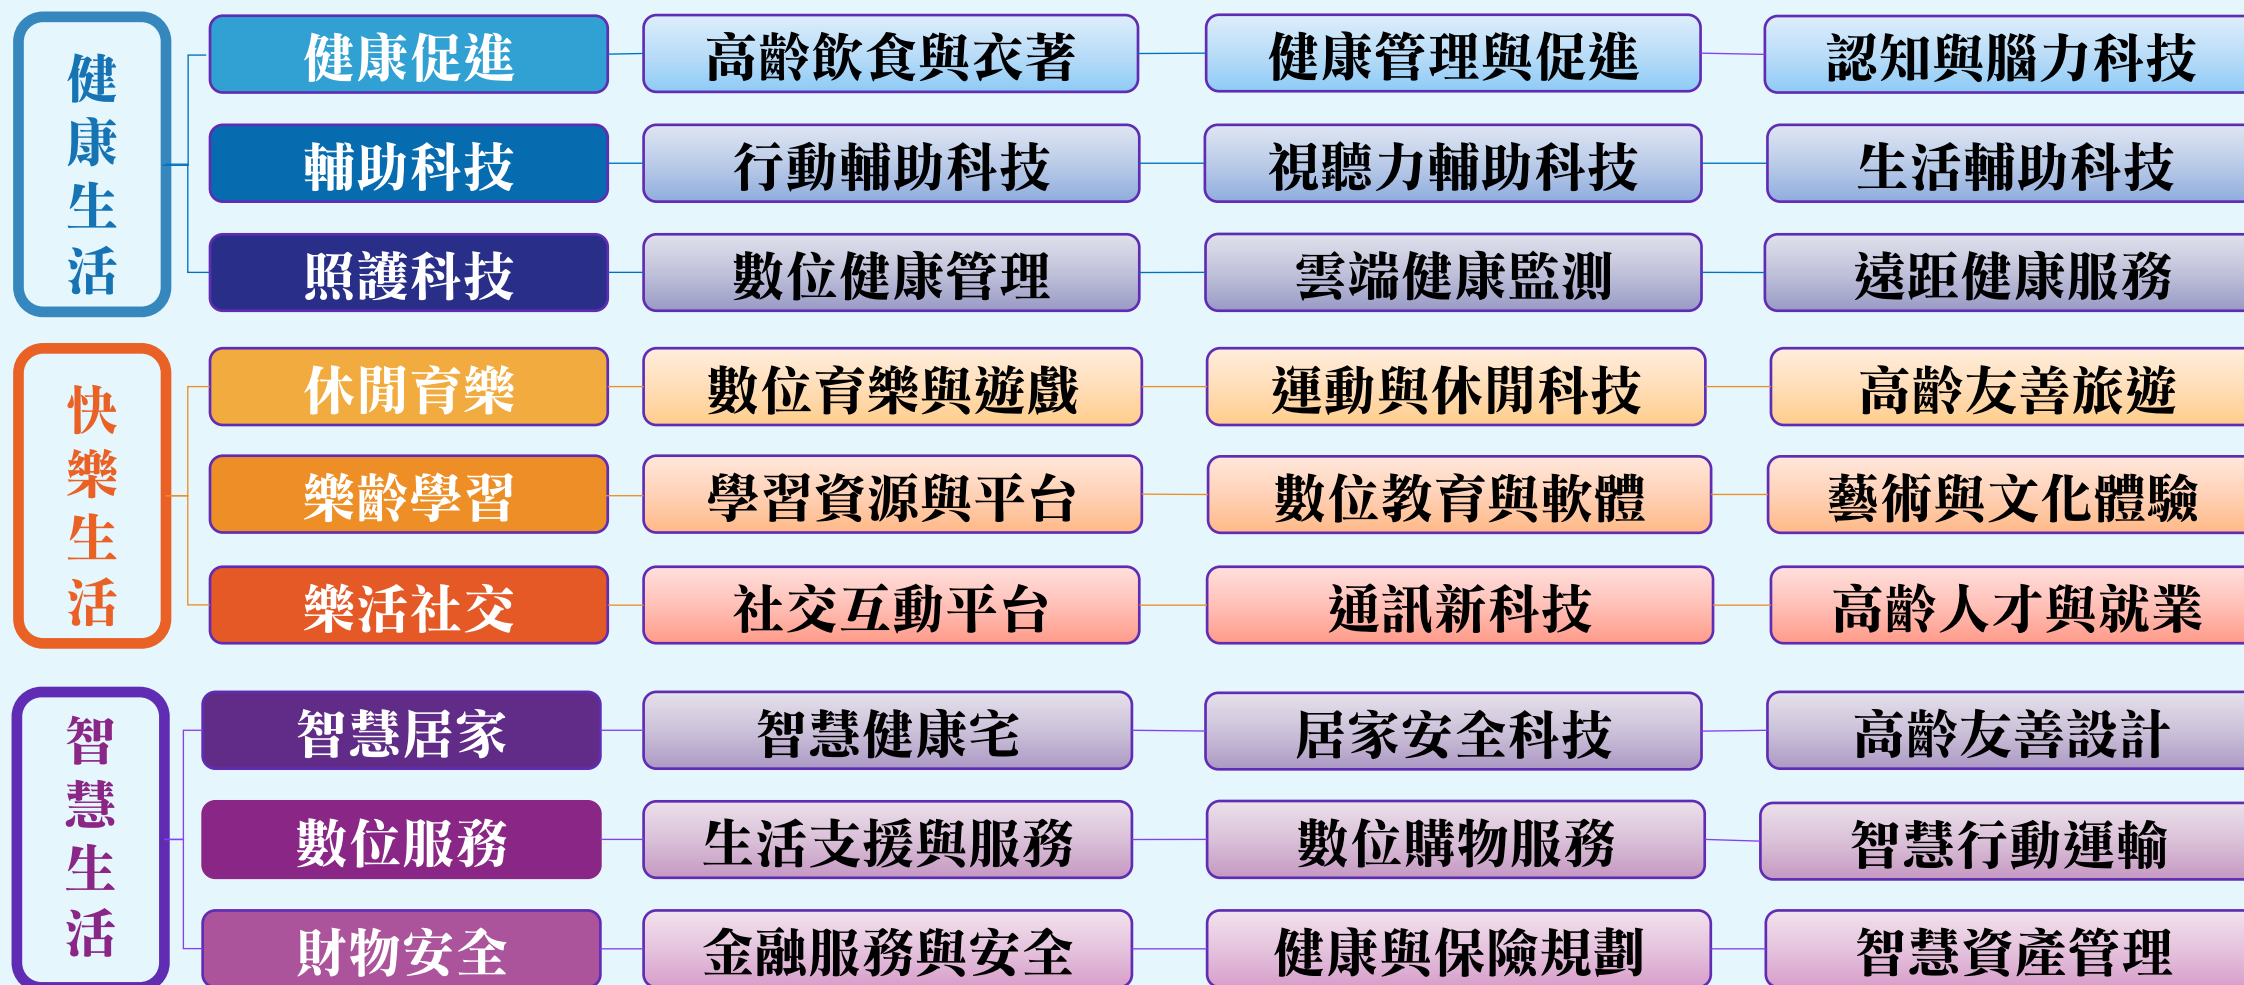 健康生活
健康促進 高齡飲食與衣著 健康管理與促進 認知與腦力科技
輔助科技 行動輔助科技 視聽力輔助科技 生活輔助科技
照護科技 數位健康管理 雲端健康監測 遠距健康服務
快樂生活
休閒育樂 數位育樂與遊戲 運動與休閒科技 高齡友善旅遊
樂齡學習 學習資源與平台 數位教育與軟體 藝術與文化體驗
樂活社交 社交互動平台 通訊新科技 高齡人才與就業
智慧生活
智慧居家 智慧健康宅 居家安全科技 高齡友善設計
數位服務 生活支援與服務 數位購物服務 智慧行動運輸
財物安全 金融服務與安全 健康與保險規劃 智慧資產管理